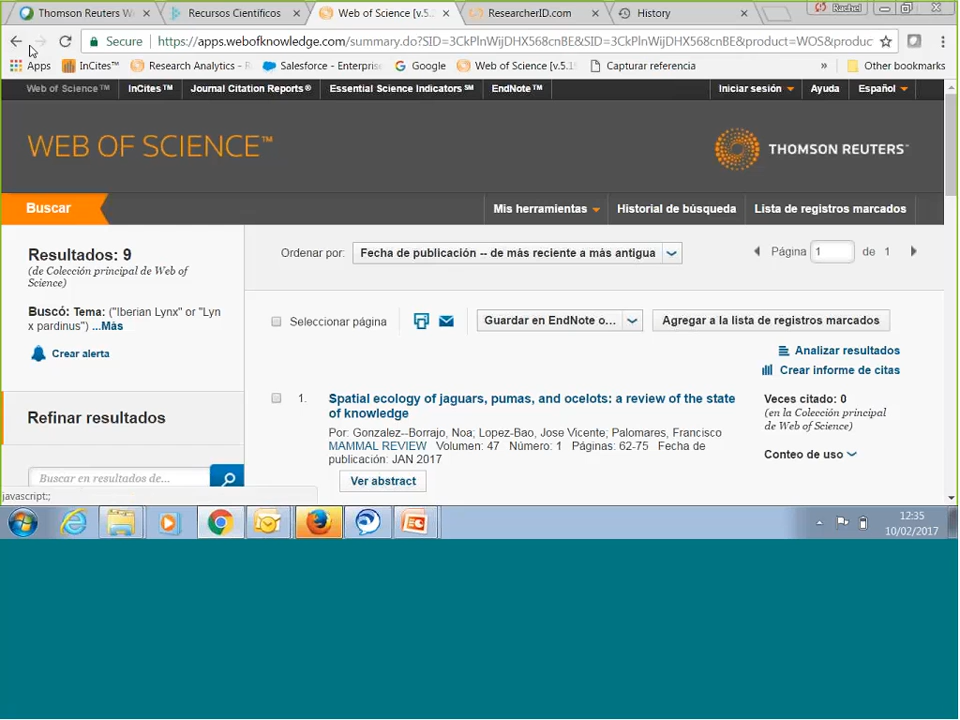 Thomson Reuters W
Recursos Científicos
Web of Science [v.5.
ResearcherID.com
History
Rachel
Secure
https://apps.webofknowledge.com/summary.do?SID=3CkPlnWijDHX568cnBE&SID=3CkPlnWijDHX568cnBE&product=WOS&produc
Apps
InCites™
Research Analytics -
Salesforce - Enterpris
Google
Web of Science [v.5.1
Capturar referencia
»
Other bookmarks
Web of Science™
InCites™
Journal Citation Reports®
Essential Science Indicators℠
EndNote™
Iniciar sesión
Ayuda
Español
WEB OF SCIENCE™
THOMSON REUTERS™
Buscar
Mis herramientas
Historial de búsqueda
Lista de registros marcados
Resultados: 9
(de Colección principal de Web of
Science)
Buscó: Tema: ("Iberian Lynx" or "Lyn
x pardinus") ...Más
Crear alerta
Refinar resultados
Buscar en resultados de...
javascript:;
Ordenar por:
Fecha de publicación -- de más reciente a más antigua
Página
1
de 1
Seleccionar página
Guardar en EndNote o...
Agregar a la lista de registros marcados
Analizar resultados
Crear informe de citas
1.
Spatial ecology of jaguars, pumas, and ocelots: a review of the state
of knowledge
Por: Gonzalez--Borrajo, Noa; Lopez-Bao, Jose Vicente; Palomares, Francisco
MAMMAL REVIEW Volumen: 47 Número: 1 Páginas: 62-75 Fecha de
publicación: JAN 2017
Ver abstract
Veces citado: 0
(en la Colección principal
de Web of Science)
Conteo de uso
12:35
10/02/2017